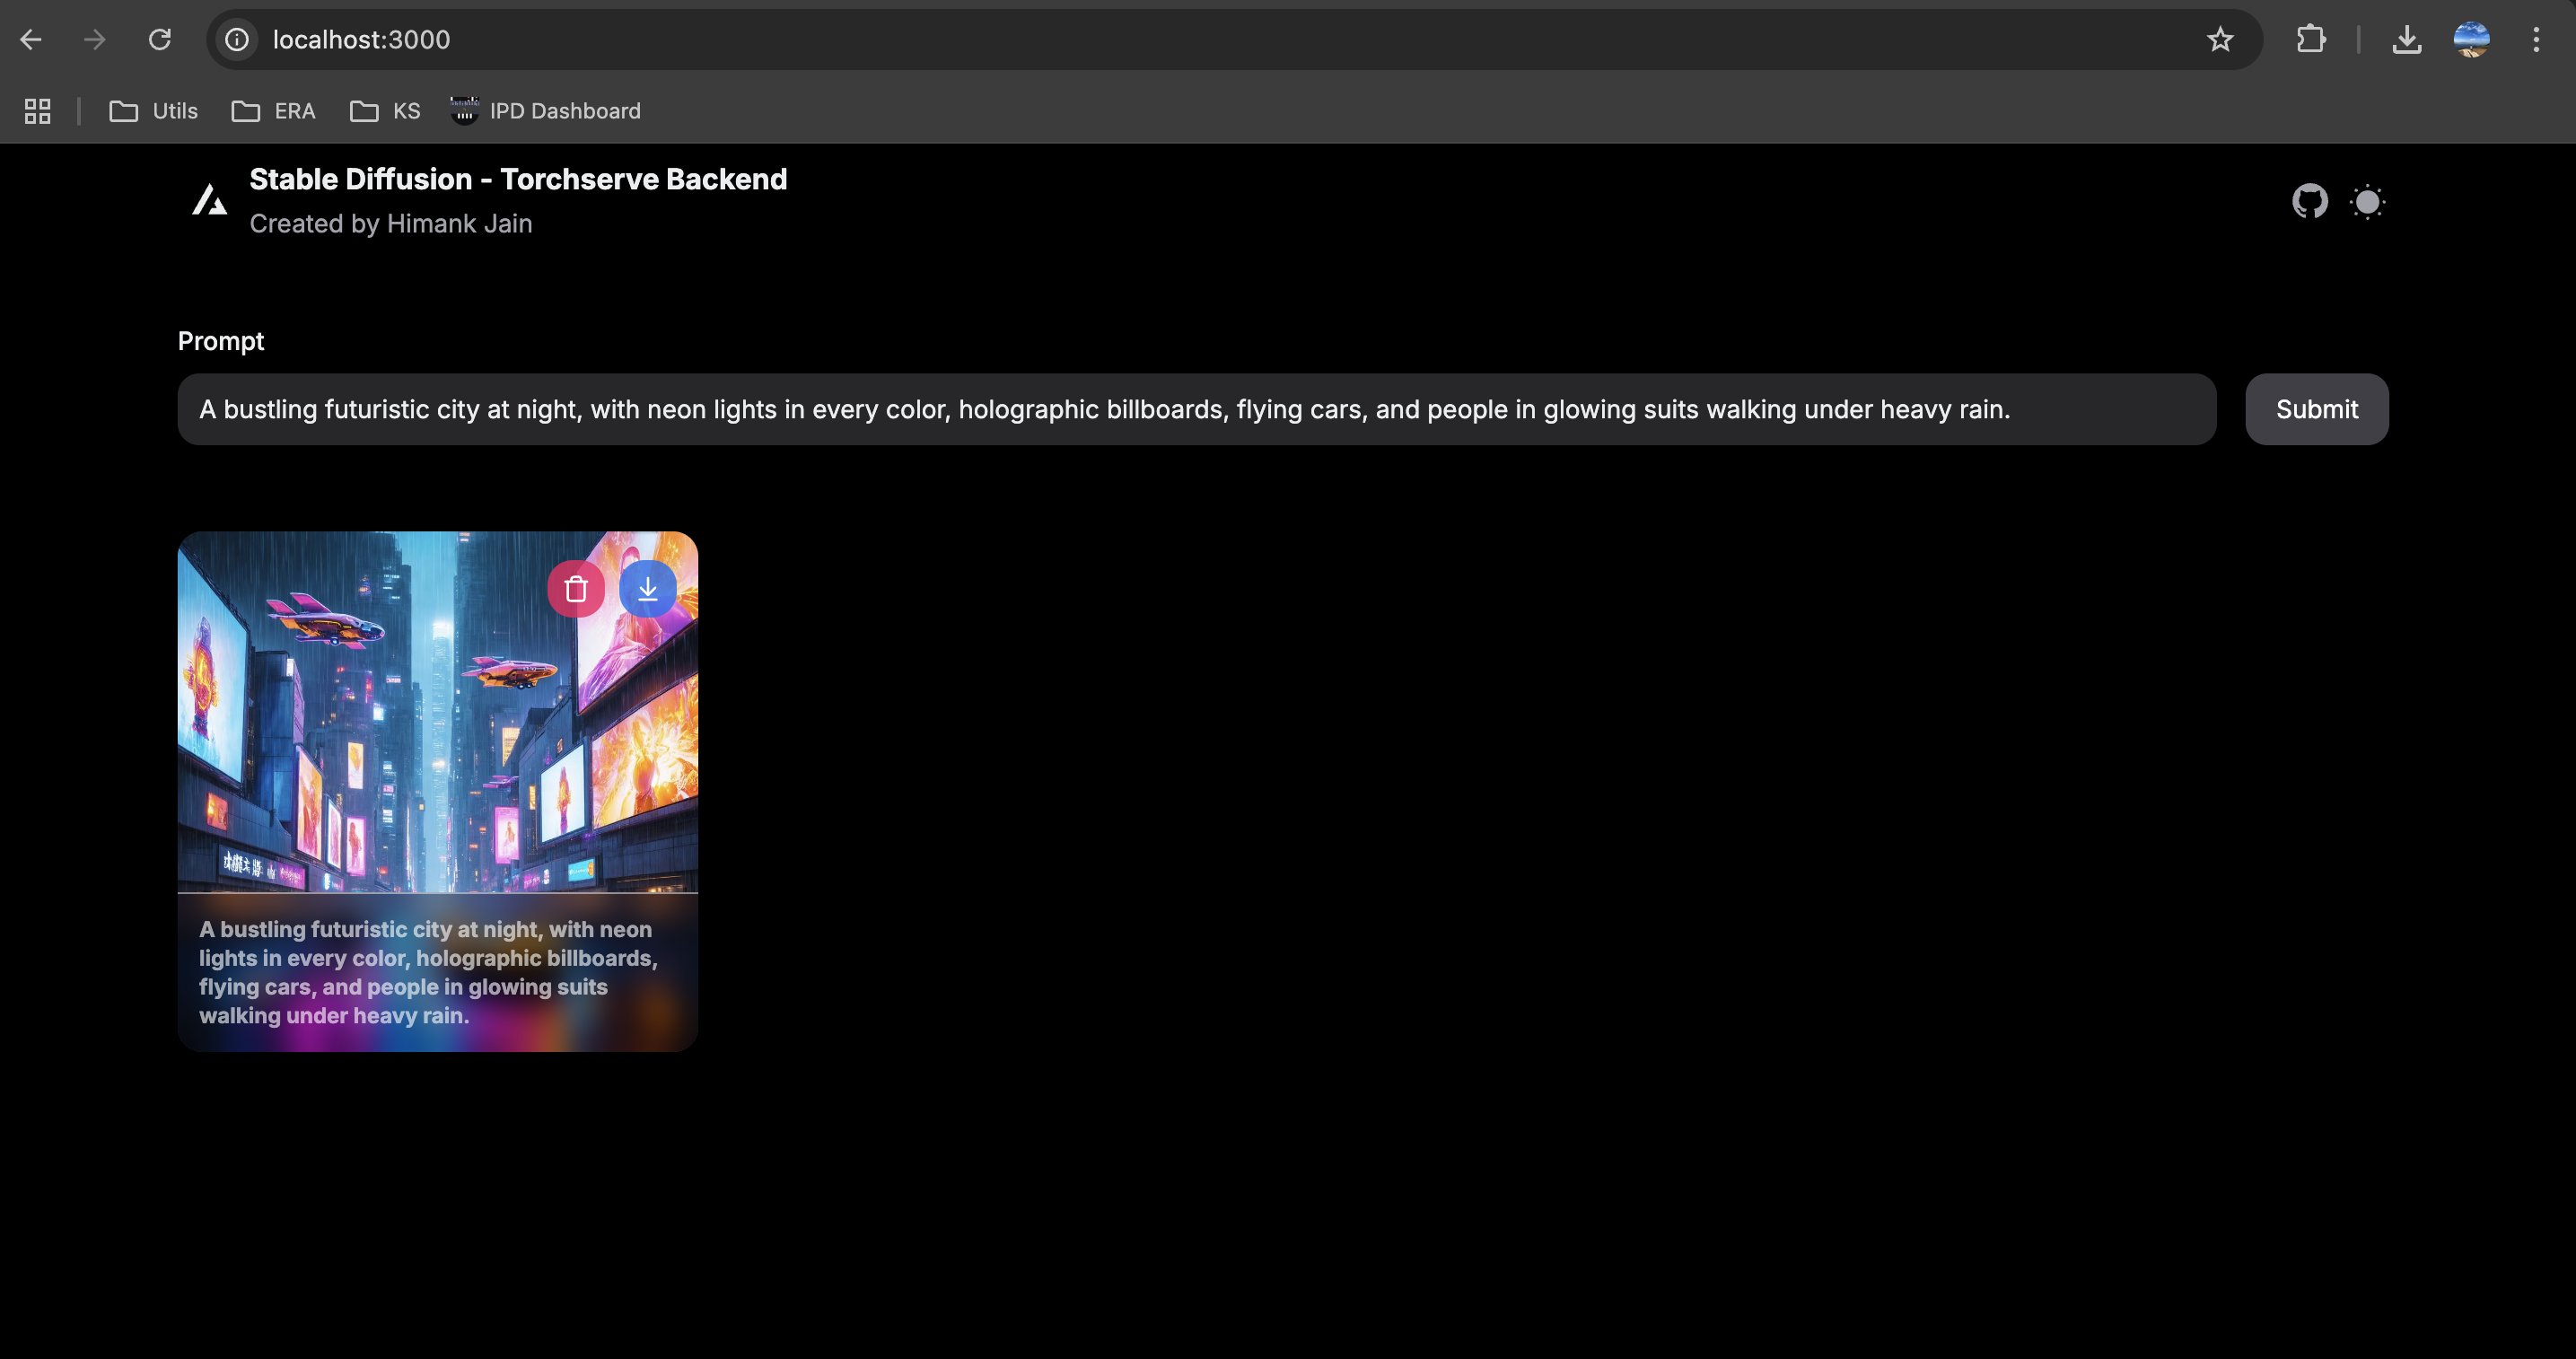 localhost:3000
Utils
ERA
KS
IPD Dashboard
Stable Diffusion - Torchserve Backend
Created by Himank Jain
Prompt
A bustling futuristic city at night, with neon lights in every color, holographic billboards, flying cars, and people in glowing suits walking under heavy rain.
Submit
A bustling futuristic city at night, with neon
lights in every color, holographic billboards,
flying cars, and people in glowing suits
walking under heavy rain.